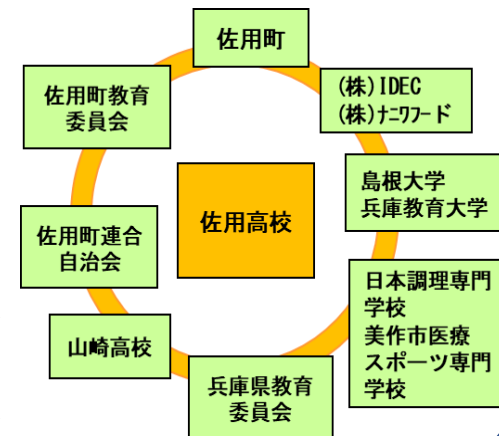 佐用町
(株)IDEC
(株)ナニワフード
佐用町教育
委員会
島根大学
兵庫教育大学
佐用高校
佐用町連合
自治会
日本調理専門
学校
美作市医療
スポーツ専門
学校
山崎高校
兵庫県教育
委員会